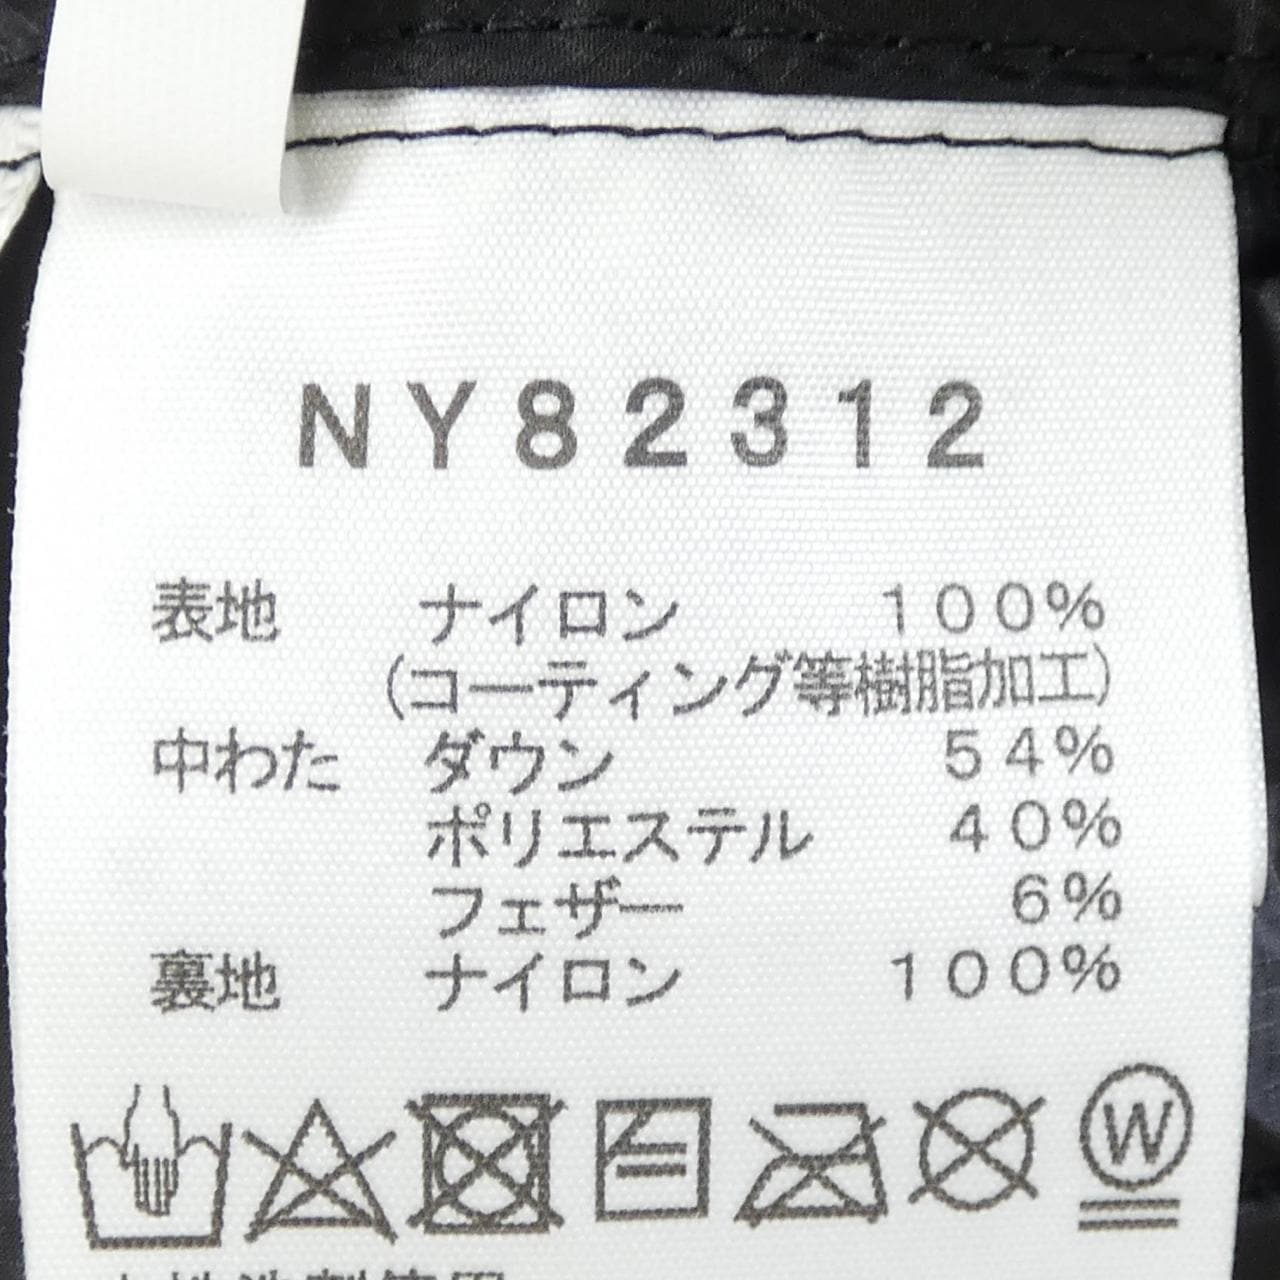 NY82312
表地 ナイロン 100%
(コーティング等樹脂加工)
中わた ダウン 54%
ポリエステル 40%
フェザー 6%
裏地 ナイロン 100%
W